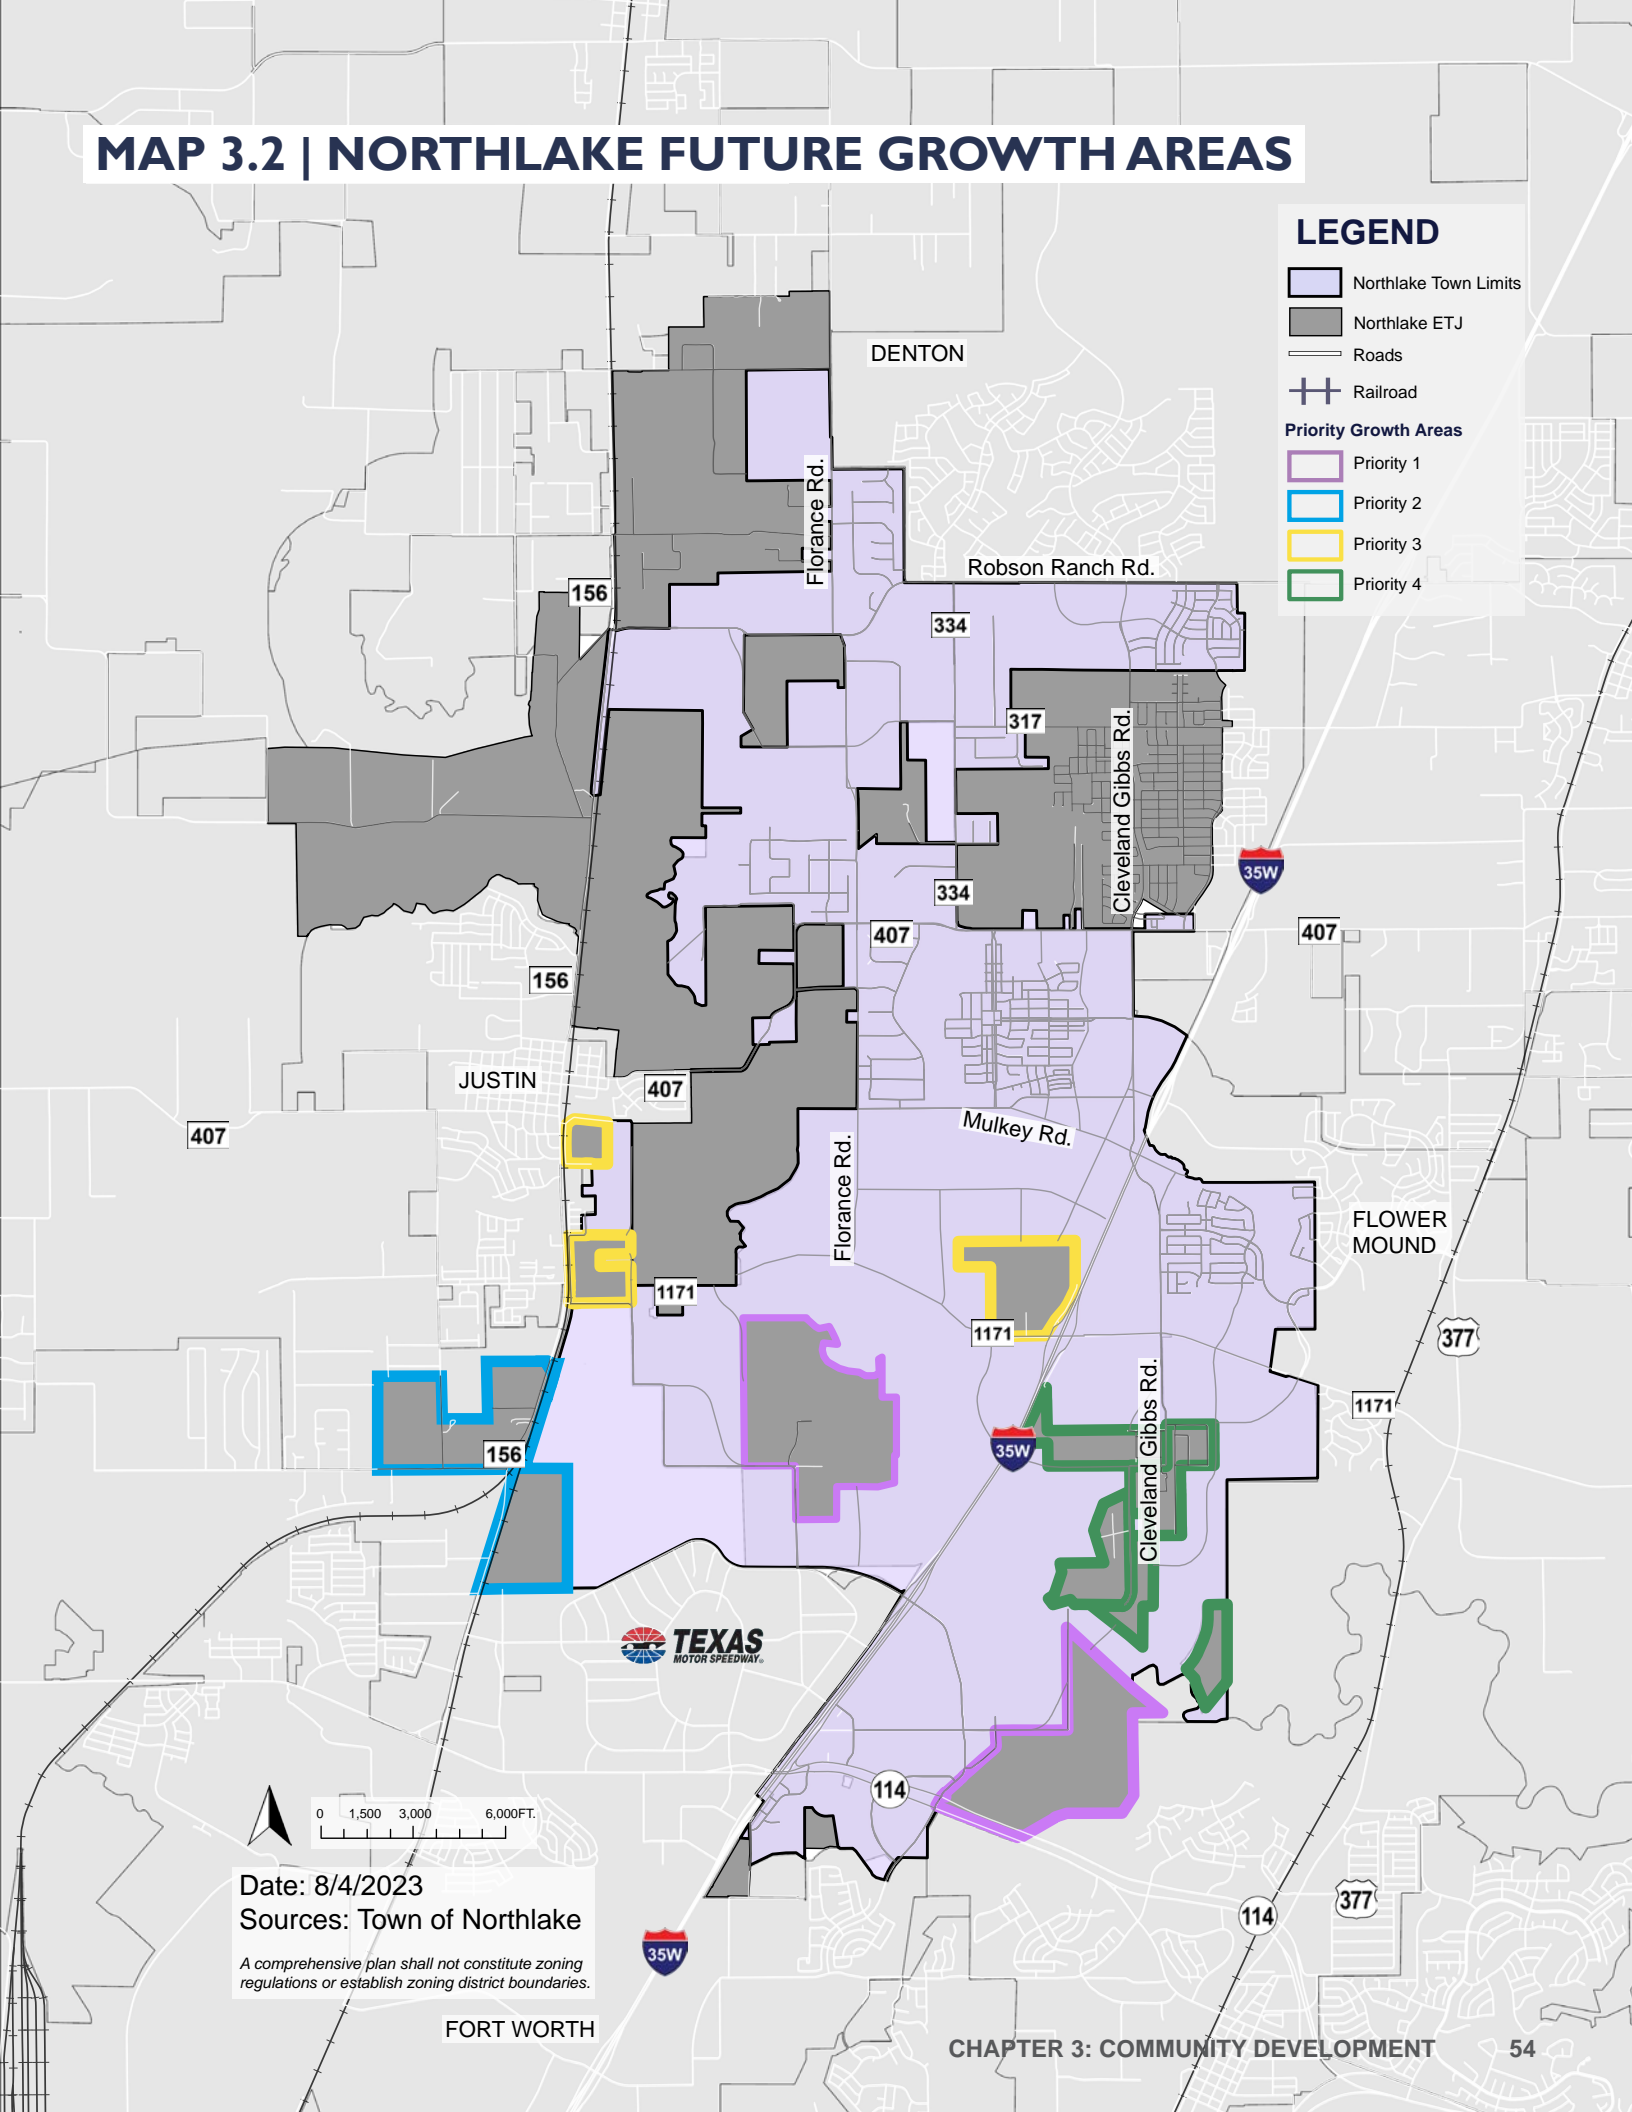 MAP 3.2 | NORTHLAKE FUTURE GROWTH AREAS
LEGEND
Northlake Town Limits
Northlake ETJ
Roads
Railroad
Priority Growth Areas
Priority 1
Priority 2
Priority 3
Priority 4
DENTON
Florance Rd.
Robson Ranch Rd.
156
334
317
Cleveland Gibbs Rd.
35W
334
407
407
156
JUSTIN
407
407
Mulkey Rd.
Florance Rd.
FLOWER
MOUND
1171
1171
377
1171
Cleveland Gibbs Rd.
156
35W
TEXAS
MOTOR SPEEDWAY
114
0 1,500 3,000 6,000FT.
Date: 8/4/2023
Sources: Town of Northlake
A comprehensive plan shall not constitute zoning
regulations or establish zoning district boundaries.
377
114
35W
FORT WORTH
CHAPTER 3: COMMUNITY DEVELOPMENT 54